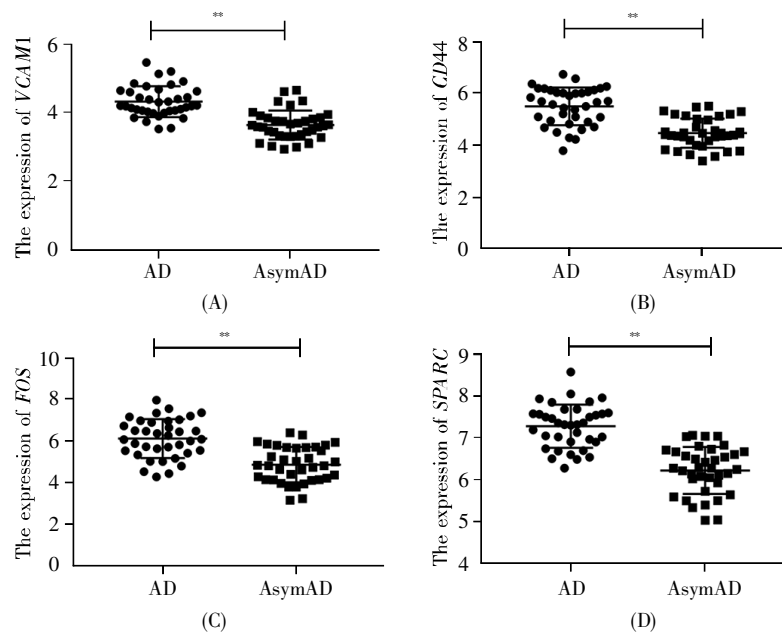 **
6
4
2
0
The expression of VCAM1
AD
AsymAD
(A)
**
8
6
4
2
0
The expression of CD44
AD
AsymAD
(B)
**
10
8
6
4
2
0
The expression of FOS
AD
AsymAD
(C)
**
9
8
7
6
5
4
The expression of SPARC
AD
AsymAD
(D)